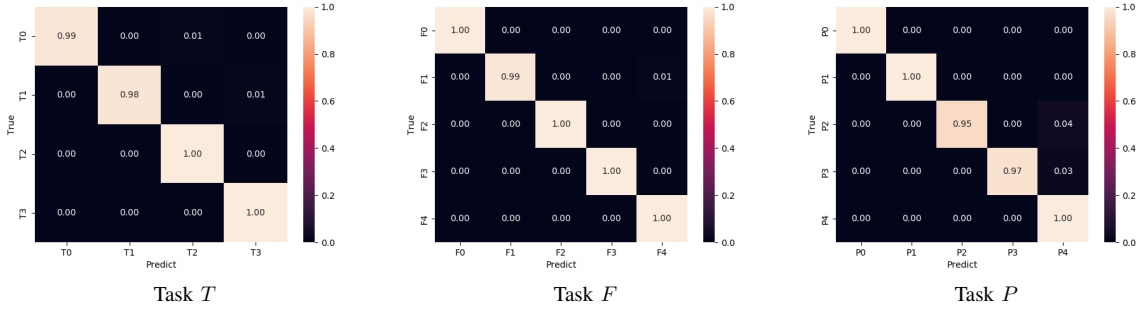 T0 0.99 0.00 0.01 0.00
T1 0.00 0.98 0.00 0.01
T2 0.00 0.00 1.00 0.00
T3 0.00 0.00 0.00 1.00
True
T0 T1 T2 T3
Predict
1.0
0.8
0.6
0.4
0.2
0.0
Task T
F0 1.00 0.00 0.00 0.00 0.00
F1 0.00 0.99 0.00 0.00 0.01
F2 0.00 0.00 1.00 0.00 0.00
F3 0.00 0.00 0.00 1.00 0.00
F4 0.00 0.00 0.00 0.00 1.00
True
F0 F1 F2 F3 F4
Predict
1.0
0.8
0.6
0.4
0.2
0.0
Task F
P0 1.00 0.00 0.00 0.00 0.00
P1 0.00 1.00 0.00 0.00 0.00
P2 0.00 0.00 0.95 0.00 0.04
P3 0.00 0.00 0.00 0.97 0.03
P4 0.00 0.00 0.00 0.00 1.00
True
P0 P1 P2 P3 P4
Predict
1.0
0.8
0.6
0.4
0.2
0.0
Task P